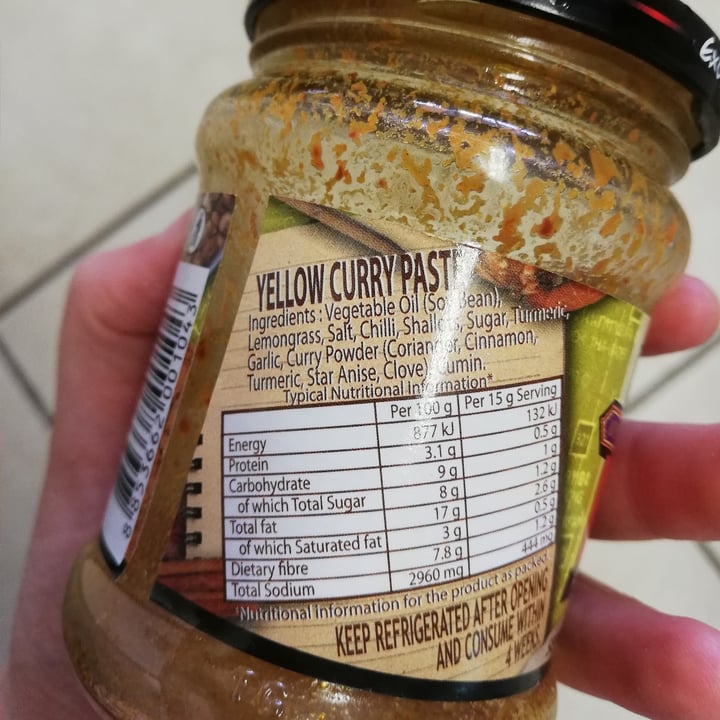 YELLOW CURRY PASTE
Ingredients : Vegetable Oil (Soy Bean),
Lemongrass, Salt, Chilli, Shallots, Sugar, Turmeric,
Garlic, Curry Powder (Coriander, Cinnamon,
Turmeric, Star Anise, Clove, Cumin.
Typical Nutritional Information*
Per 100 g Per 15 g Serving
Energy 877 kJ 132 kJ
Protein 3.1 g 0.5 g
Carbohydrate 9 g 1 g
of which Total Sugar 8 g 1.2 g
Total fat 17 g 2.6 g
of which Saturated fat 3 g 0.5 g
Dietary fibre 7.8 g 1.2 g
Total Sodium 2960 mg 444 mg
*Nutritional information for the product as packed
KEEP REFRIGERATED AFTER OPENING
AND CONSUME WITHIN
4 WEEKS